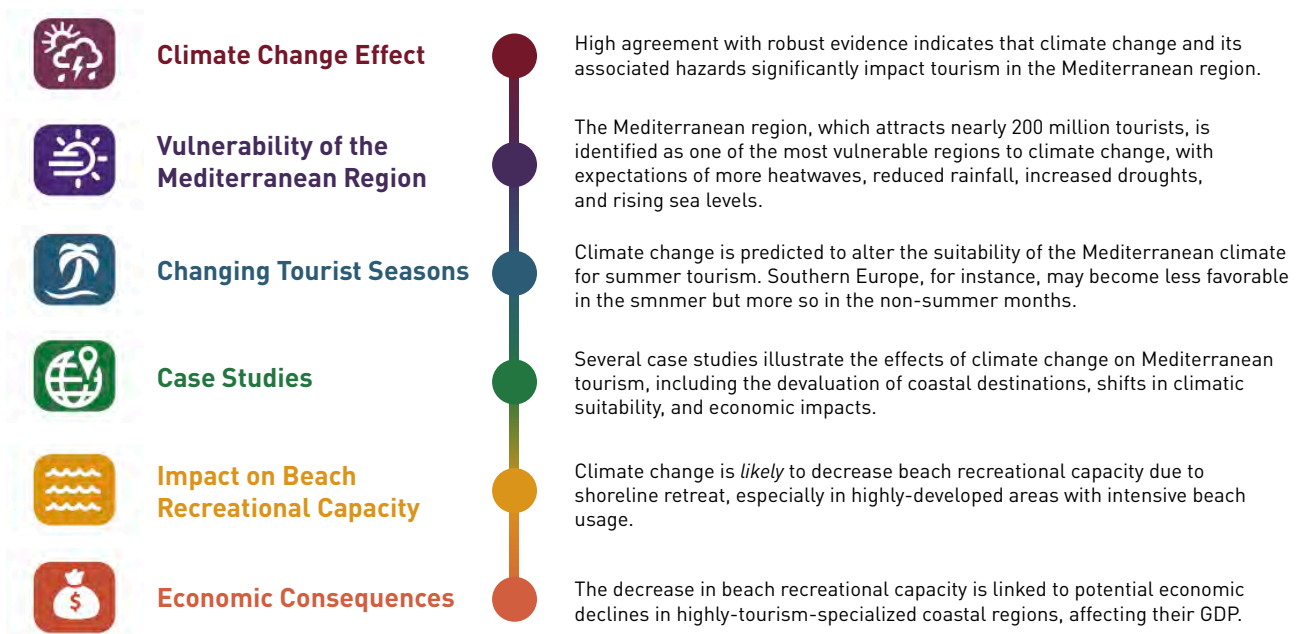 Climate Change Effect
High agreement with robust evidence indicates that climate change and its
associated hazards significantly impact tourism in the Mediterranean region.
Vulnerability of the
Mediterranean Region
The Mediterranean region, which attracts nearly 200 million tourists, is
identified as one of the most vulnerable regions to climate change, with
expectations of more heatwaves, reduced rainfall, increased droughts,
and rising sea levels.
Changing Tourist Seasons
Climate change is predicted to alter the suitability of the Mediterranean climate
for summer tourism. Southern Europe, for instance, may become less favorable
in the smnmer but more so in the non-summer months.
Case Studies
Several case studies illustrate the effects of climate change on Mediterranean
tourism, including the devaluation of coastal destinations, shifts in climatic
suitability, and economic impacts.
Impact on Beach
Recreational Capacity
Climate change is likely to decrease beach recreational capacity due to
shoreline retreat, especially in highly-developed areas with intensive beach
usage.
$
Economic Consequences
The decrease in beach recreational capacity is linked to potential economic
declines in highly-tourism-specialized coastal regions, affecting their GDP.